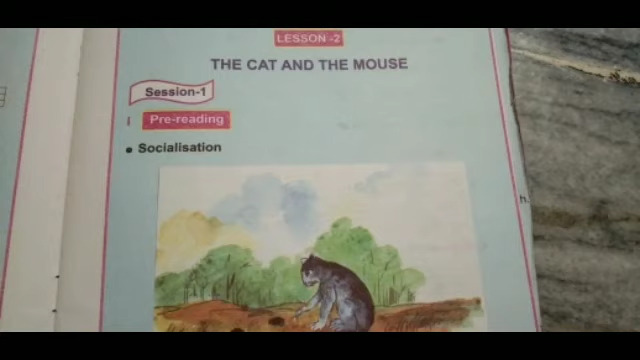 LESSON -2
THE CAT AND THE MOUSE
Session-1
I Pre-reading
• Socialisation
h.